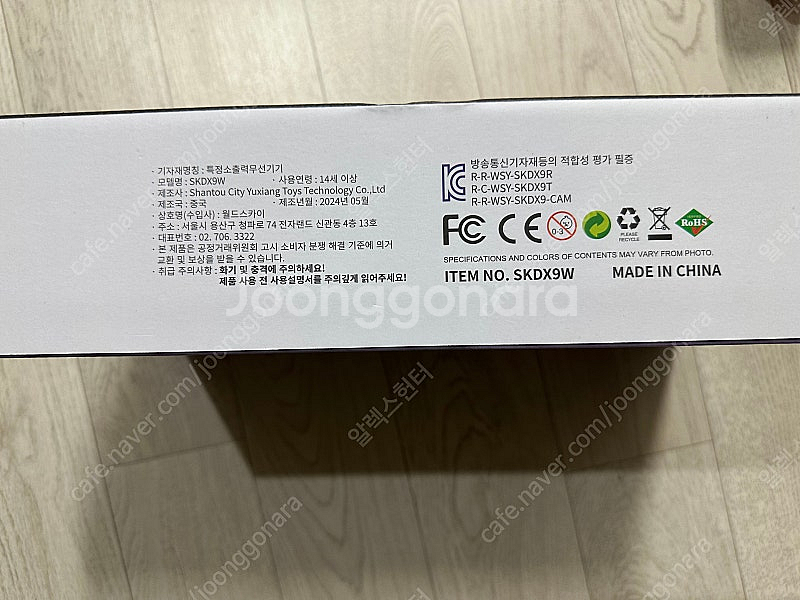 · 기자재명칭 : 특정소출력무선기기
· 모델명 : SKDX9W · 사용연령 : 14세 이상
· 제조사 : Shantou City Yuxiang Toys Technology Co.,Ltd
· 제조국 : 중국 · 제조년월 : 2024년 05월
· 상호명(수입사) : 월드스카이
· 주소 : 서울시 용산구 청파로 74 전자랜드 신관동 4층 13호
· 대표번호 : 02. 706. 3322
· 본 제품은 공정거래위원회 고시 소비자 분쟁 해결 기준에 의거
교환 및 보상을 받을 수 있습니다.
· 취급 주의사항 : 화기 및 충격에 주의하세요!
제품 사용 전 사용설명서를 주의깊게 읽어주세요!
방송통신기자재등의 적합성 평가 필증
R-R-WSY-SKDX9R
R-C-WSY-SKDX9T
R-R-WSY-SKDX9-CAM
FC CE 0-3 PLEASE RECYCLE RoHS
SPECIFICATIONS AND COLORS OF CONTENTS MAY VARY FROM PHOTO.
ITEM NO. SKDX9W MADE IN CHINA
Joonggonara
cafe.naver.com/joonggonara
알렉스헌터
cafe.naver.com/joonggonara
cafe.naver.com/joonggonara